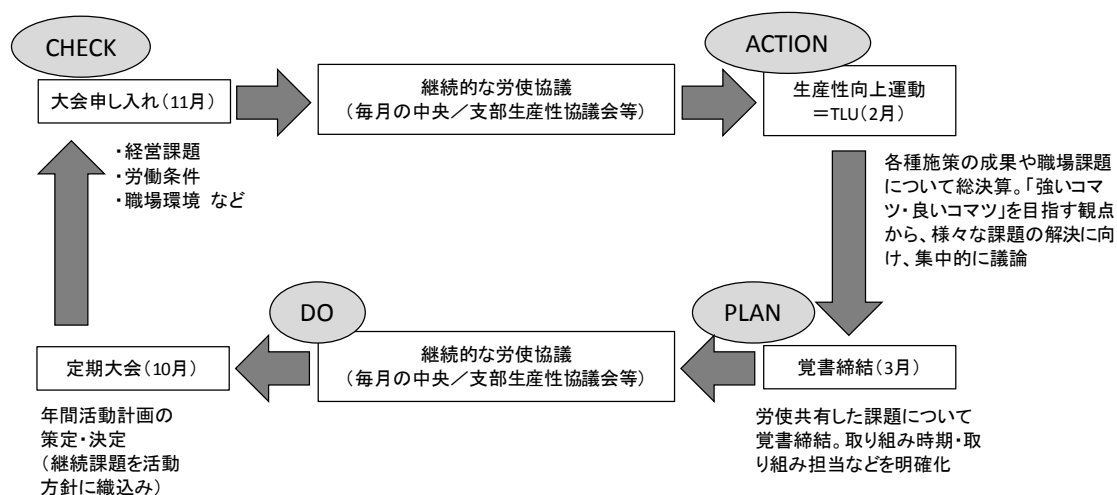 CHECK
大会申し入れ（11月）
・経営課題
・労働条件
・職場環境 など
継続的な労使協議
（毎月の中央／支部生産性協議会等）
ACTION
生産性向上運動
＝TLU（2月）
各種施策の成果や職場課題
について総決算。「強いコマ
ツ・良いコマツ」を目指す観点
から、様々な課題の解決に向
け、集中的に議論
PLAN
覚書締結（3月）
労使共有した課題について
覚書締結。取り組み時期・取
り組み担当などを明確化
DO
継続的な労使協議
（毎月の中央／支部生産性協議会等）
定期大会（10月）
年間活動計画の
策定・決定
（継続課題を活動
方針に織込み）